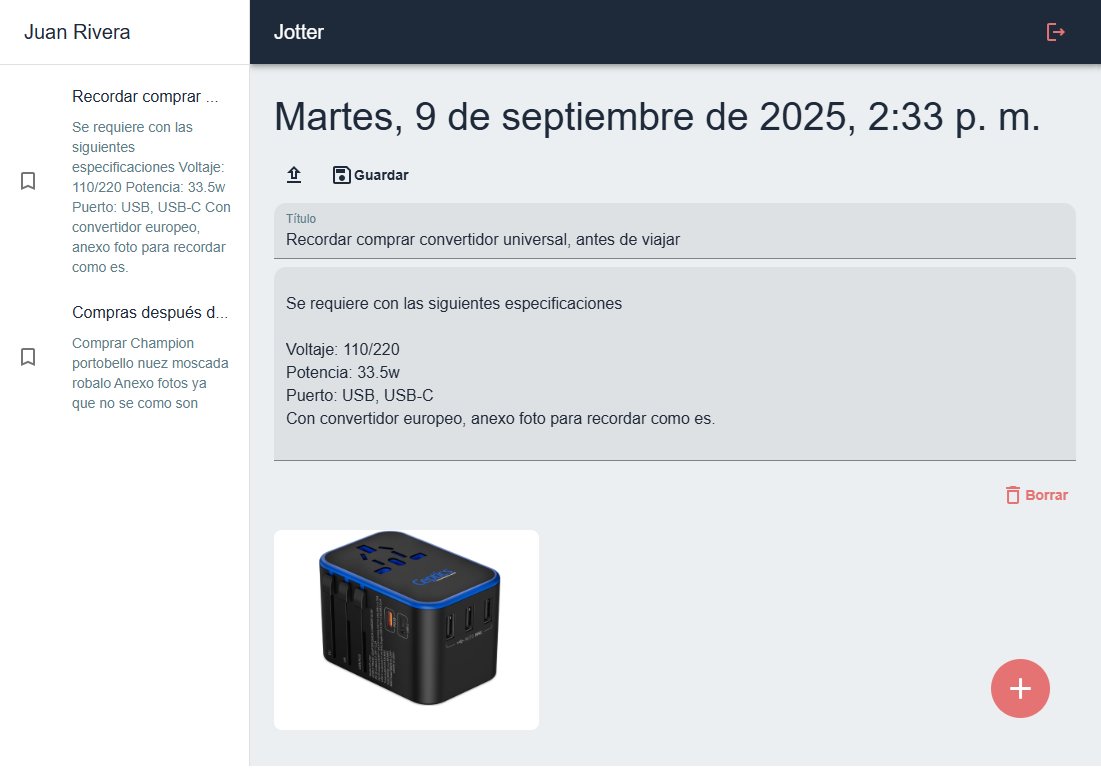 Juan Rivera
Jotter
Recordar comprar ...
Se requiere con las
siguientes
especificaciones Voltaje:
110/220 Potencia: 33.5w
Puerto: USB, USB-C Con
convertidor europeo,
anexo foto para recordar
como es.
Compras después d...
Comprar Champion
portobello nuez moscada
robalo Anexo fotos ya
que no se como son
Martes, 9 de septiembre de 2025, 2:33 p. m.
Guardar
Título
Recordar comprar convertidor universal, antes de viajar
Se requiere con las siguientes especificaciones
Voltaje: 110/220
Potencia: 33.5w
Puerto: USB, USB-C
Con convertidor europeo, anexo foto para recordar como es.
Borrar
Ceptics